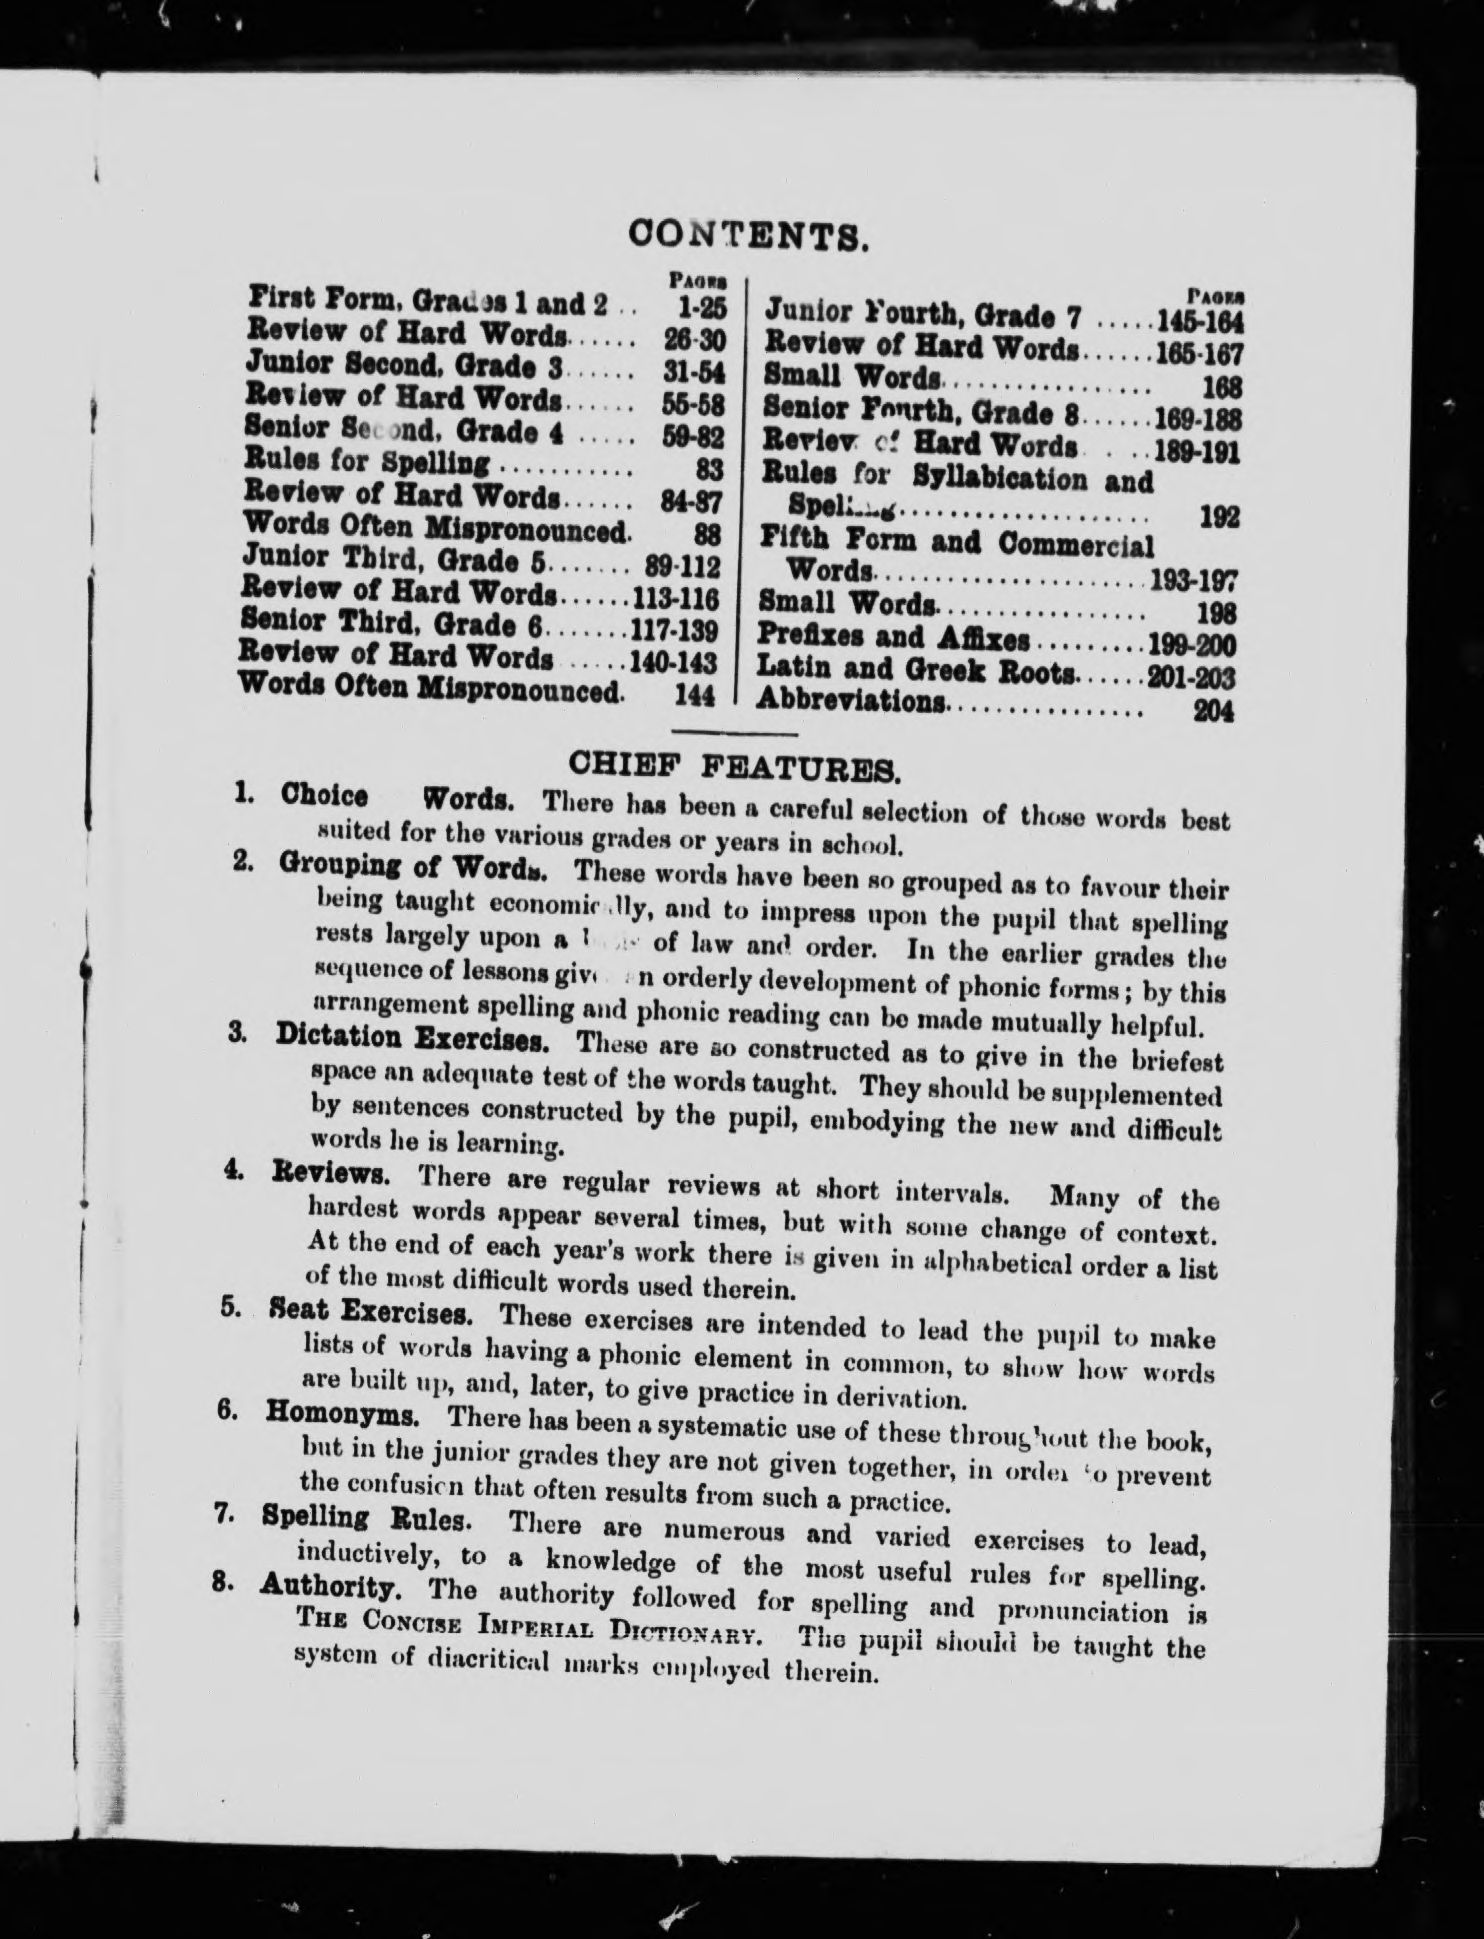 CONTENTS.
PAGES
First Form, Grades 1 and 2 .. 1-25
Review of Hard Words...... 26-30
Junior Second, Grade 3...... 31-54
Review of Hard Words...... 55-58
Senior Second, Grade 4 ..... 59-82
Rules for Spelling ........... 83
Review of Hard Words...... 84-87
Words Often Mispronounced. 88
Junior Third, Grade 5....... 89-112
Review of Hard Words......113-116
Senior Third, Grade 6.......117-139
Review of Hard Words .....140-143
Words Often Mispronounced. 144
PAGES
Junior Fourth, Grade 7 .....145-164
Review of Hard Words......165-167
Small Words................. 168
Senior Fourth, Grade 8......169-188
Review of Hard Words . ..189-191
Rules for Syllabication and
Spelling.................... 192
Fifth Form and Commercial
Words......................193-197
Small Words................. 198
Prefixes and Affixes.........199-200
Latin and Greek Roots......201-203
Abbreviations................ 204
CHIEF FEATURES.
1. Choice Words. There has been a careful selection of those words best
suited for the various grades or years in school.
2. Grouping of Words. These words have been so grouped as to favour their
being taught economically, and to impress upon the pupil that spelling
rests largely upon a of law and order. In the earlier grades the
sequence of lessons give an orderly development of phonic forms; by this
arrangement spelling and phonic reading can be made mutually helpful.
3. Dictation Exercises. These are so constructed as to give in the briefest
space an adequate test of the words taught. They should be supplemented
by sentences constructed by the pupil, embodying the new and difficult
words he is learning.
4. Reviews. There are regular reviews at short intervals. Many of the
hardest words appear several times, but with some change of context.
At the end of each year's work there is given in alphabetical order a list
of the most difficult words used therein.
5. Seat Exercises. These exercises are intended to lead the pupil to make
lists of words having a phonic element in common, to show how words
are built up, and, later, to give practice in derivation.
6. Homonyms. There has been a systematic use of these throughout the book,
but in the junior grades they are not given together, in order to prevent
the confusion that often results from such a practice.
7. Spelling Rules. There are numerous and varied exercises to lead,
inductively, to a knowledge of the most useful rules for spelling.
8. Authority. The authority followed for spelling and pronunciation is
THE CONCISE IMPERIAL DICTIONARY. The pupil should be taught the
system of diacritical marks employed therein.